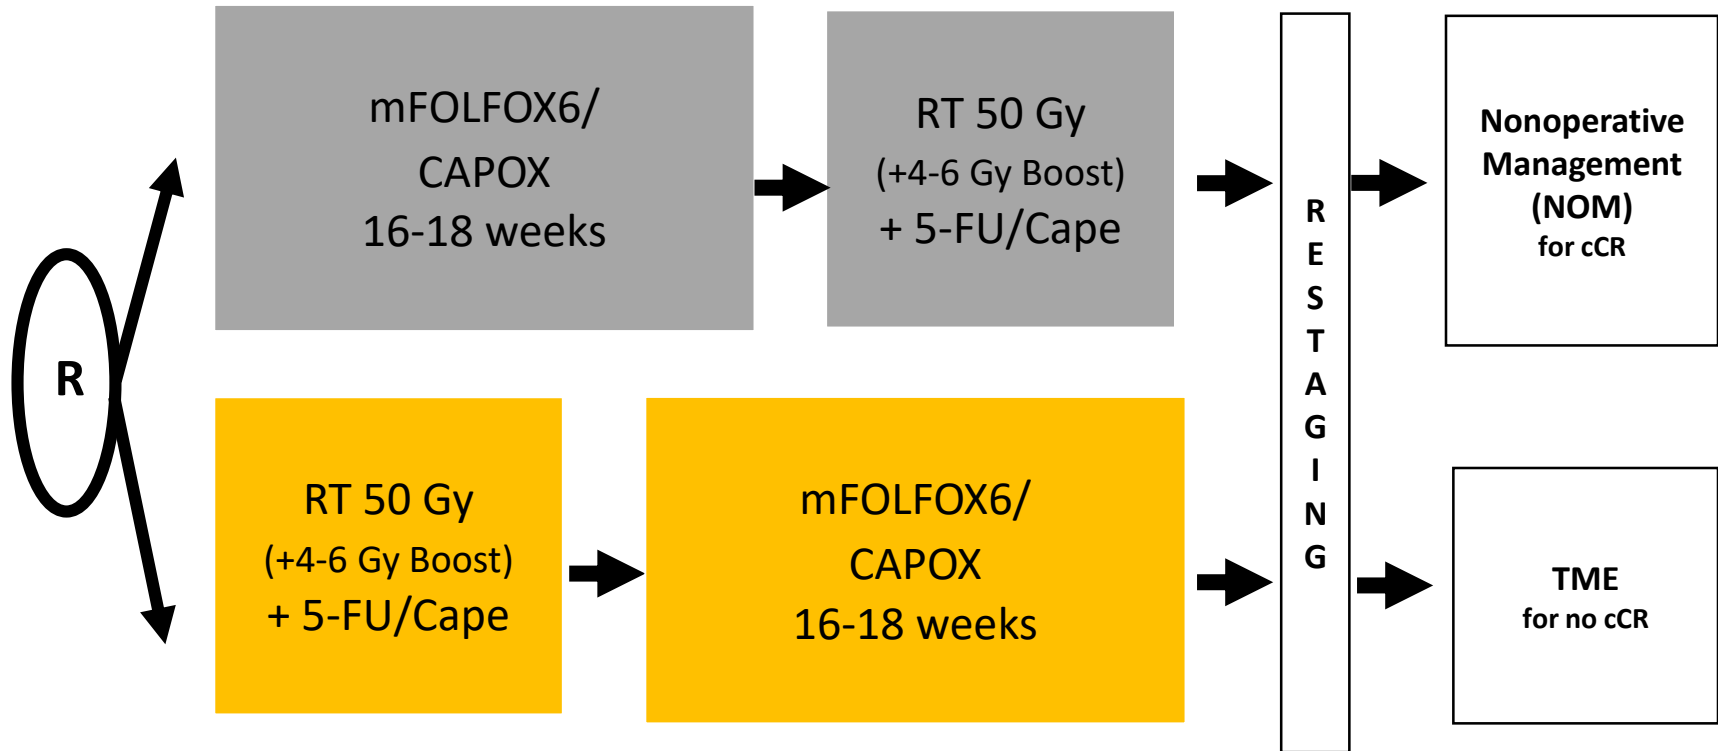 R
mFOLFOX6/
CAPOX
16-18 weeks
RT 50 Gy
(+4-6 Gy Boost)
+ 5-FU/Cape
RT 50 Gy
(+4-6 Gy Boost)
+ 5-FU/Cape
mFOLFOX6/
CAPOX
16-18 weeks
R
E
S
T
A
G
I
N
G
Nonoperative
Management
(NOM)
for cCR
TME
for no cCR